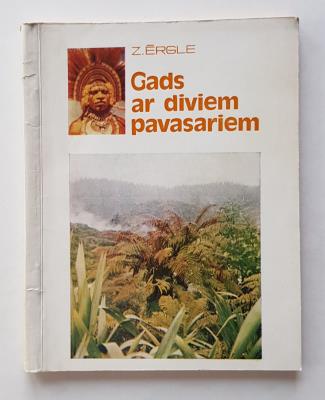 Z. ĒRGLE
Gads
ar diviem
pavasariem